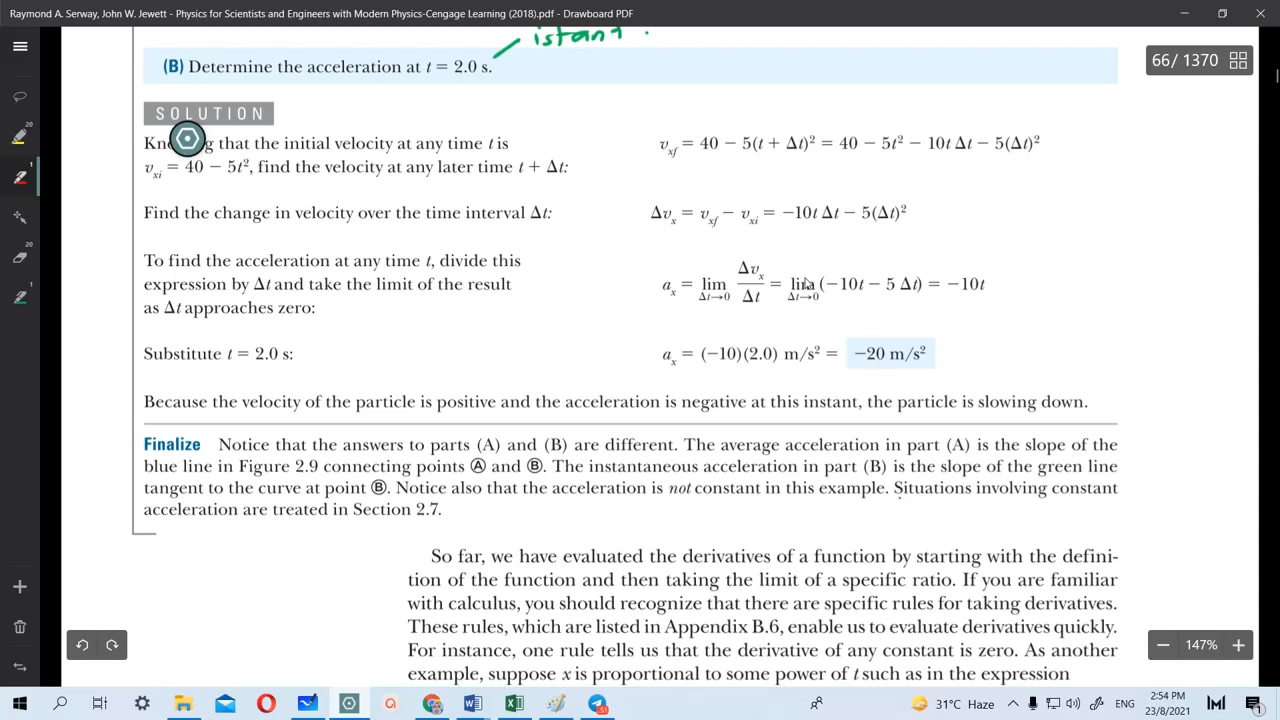 Raymond A. Serway, John W. Jewett - Physics for Scientists and Engineers with Modern Physics-Cengage Learning (2018).pdf - Drawboard PDF
istant.
(B) Determine the acceleration at t = 2.0 s.
66/ 1370
SOLUTION
that the initial velocity at any time t is
v_xi = 40 − 5t², find the velocity at any later time t + Δt:
v_xf = 40 − 5(t + Δt)² = 40 − 5t² − 10t Δt − 5(Δt)²
Find the change in velocity over the time interval Δt:
Δv_x = v_xf − v_xi = −10t Δt − 5(Δt)²
To find the acceleration at any time t, divide this
expression by Δt and take the limit of the result
as Δt approaches zero:
a_x = lim Δt→0 Δv_x/Δt = lim Δt→0 (−10t − 5 Δt) = −10t
Substitute t = 2.0 s:
a_x = (−10)(2.0) m/s² = −20 m/s²
Because the velocity of the particle is positive and the acceleration is negative at this instant, the particle is slowing down.
Finalize Notice that the answers to parts (A) and (B) are different. The average acceleration in part (A) is the slope of the
blue line in Figure 2.9 connecting points Ⓐ and Ⓑ. The instantaneous acceleration in part (B) is the slope of the green line
tangent to the curve at point Ⓑ. Notice also that the acceleration is not constant in this example. Situations involving constant
acceleration are treated in Section 2.7.
So far, we have evaluated the derivatives of a function by starting with the defini-
tion of the function and then taking the limit of a specific ratio. If you are familiar
with calculus, you should recognize that there are specific rules for taking derivatives.
These rules, which are listed in Appendix B.6, enable us to evaluate derivatives quickly.
For instance, one rule tells us that the derivative of any constant is zero. As another
example, suppose x is proportional to some power of t such as in the expression
147%
20
1
20
1
31°C Haze
ENG
2:54 PM
23/8/2021